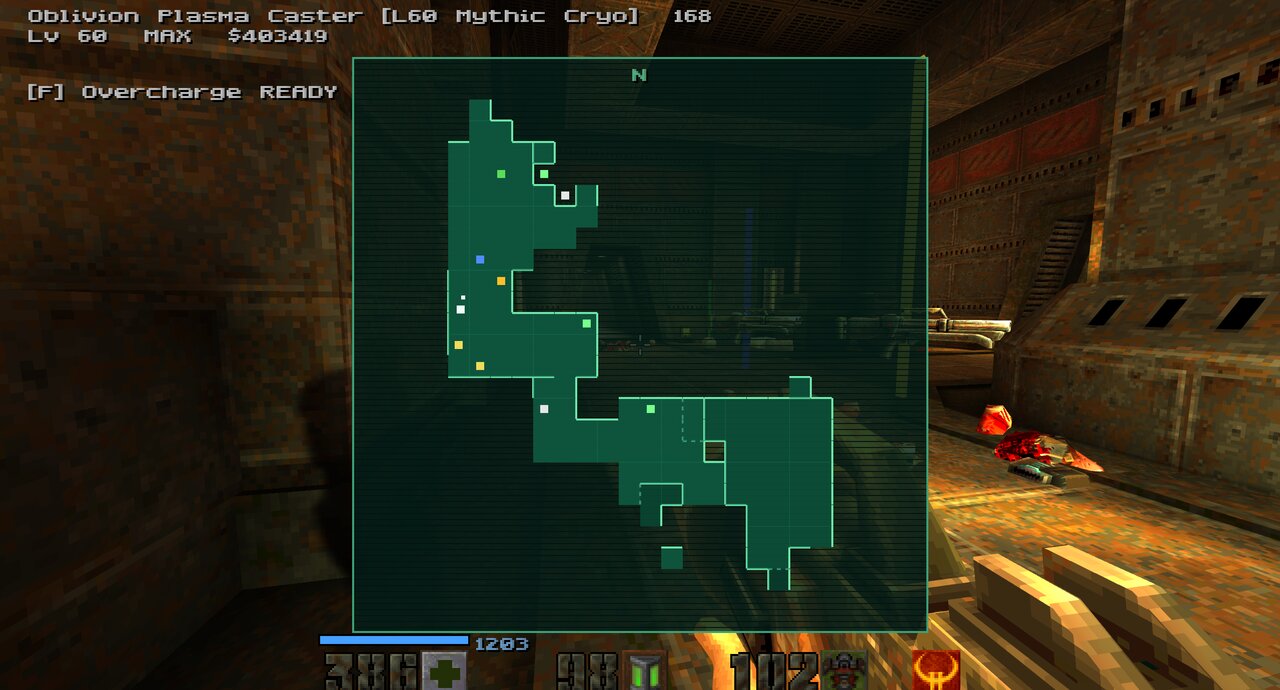 Oblivion Plasma Caster [L60 Mythic Cryo] 168
Lv 60 MAX $403419
[F] Overcharge READY
N
1203
386 98 102